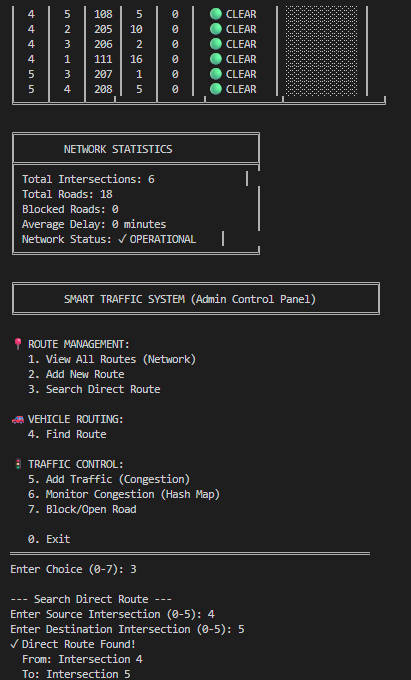 4 5 108 5 0 CLEAR
4 2 205 10 0 CLEAR
4 3 206 2 0 CLEAR
4 1 111 16 0 CLEAR
5 3 207 1 0 CLEAR
5 4 208 5 0 CLEAR
NETWORK STATISTICS
Total Intersections: 6
Total Roads: 18
Blocked Roads: 0
Average Delay: 0 minutes
Network Status: ✓ OPERATIONAL
SMART TRAFFIC SYSTEM (Admin Control Panel)
ROUTE MANAGEMENT:
1. View All Routes (Network)
2. Add New Route
3. Search Direct Route
VEHICLE ROUTING:
4. Find Route
TRAFFIC CONTROL:
5. Add Traffic (Congestion)
6. Monitor Congestion (Hash Map)
7. Block/Open Road
0. Exit
Enter Choice (0-7): 3
--- Search Direct Route ---
Enter Source Intersection (0-5): 4
Enter Destination Intersection (0-5): 5
✓ Direct Route Found!
From: Intersection 4
To: Intersection 5